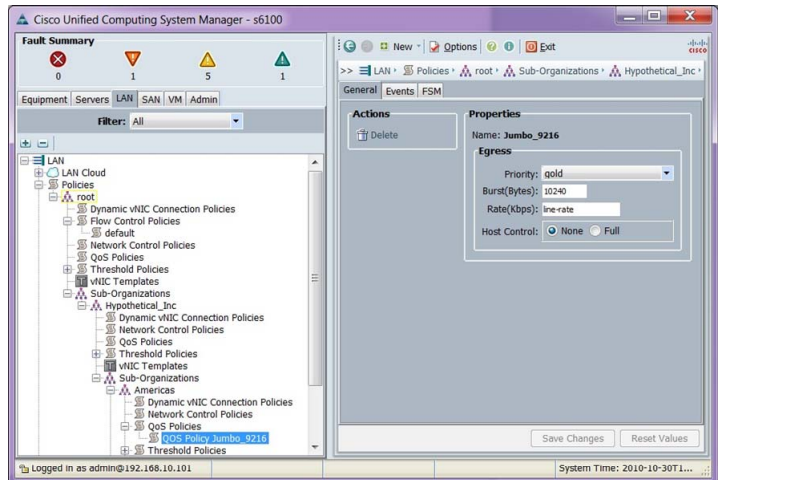 Cisco Unified Computing System Manager - s6100
Fault Summary
0 1 5 1
Equipment Servers LAN SAN VM Admin
Filter: All
LAN
LAN Cloud
Policies
root
Dynamic vNIC Connection Policies
Flow Control Policies
default
Network Control Policies
QoS Policies
Threshold Policies
vNIC Templates
Sub-Organizations
Hypothetical_Inc
Dynamic vNIC Connection Policies
Network Control Policies
QoS Policies
Threshold Policies
vNIC Templates
Sub-Organizations
Americas
Dynamic vNIC Connection Policies
Network Control Policies
QoS Policies
QOS Policy Jumbo_9216
Threshold Policies
New Options Exit
CISCO
>> LAN Policies root Sub-Organizations Hypothetical_Inc
General Events FSM
Actions
Delete
Properties
Name: Jumbo_9216
Egress
Priority: gold
Burst(Bytes): 10240
Rate(Kbps): line-rate
Host Control: None Full
Save Changes Reset Values
Logged in as admin@192.168.10.101
System Time: 2010-10-30T1...